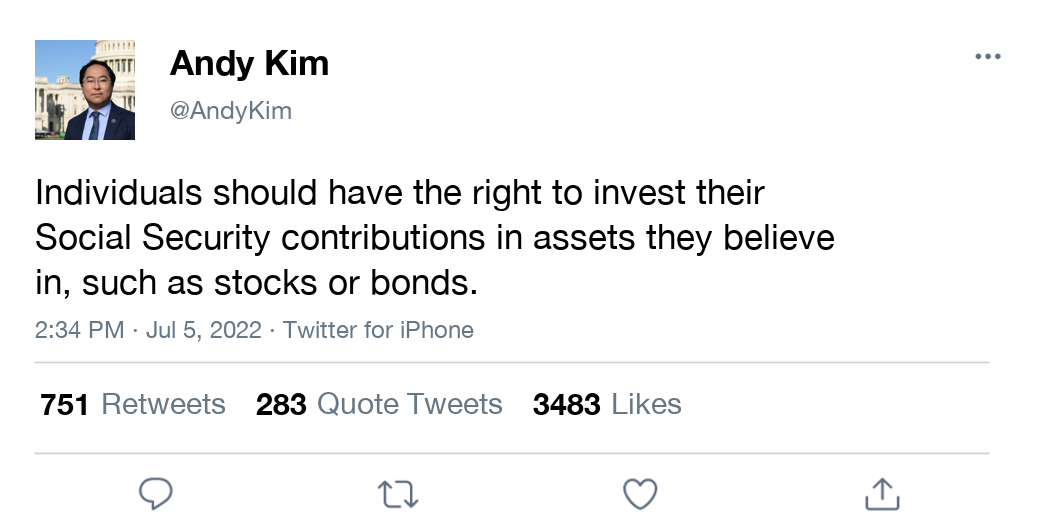 Andy Kim
@AndyKim
Individuals should have the right to invest their
Social Security contributions in assets they believe
in, such as stocks or bonds.
2:34 PM · Jul 5, 2022 · Twitter for iPhone
751 Retweets 283 Quote Tweets 3483 Likes